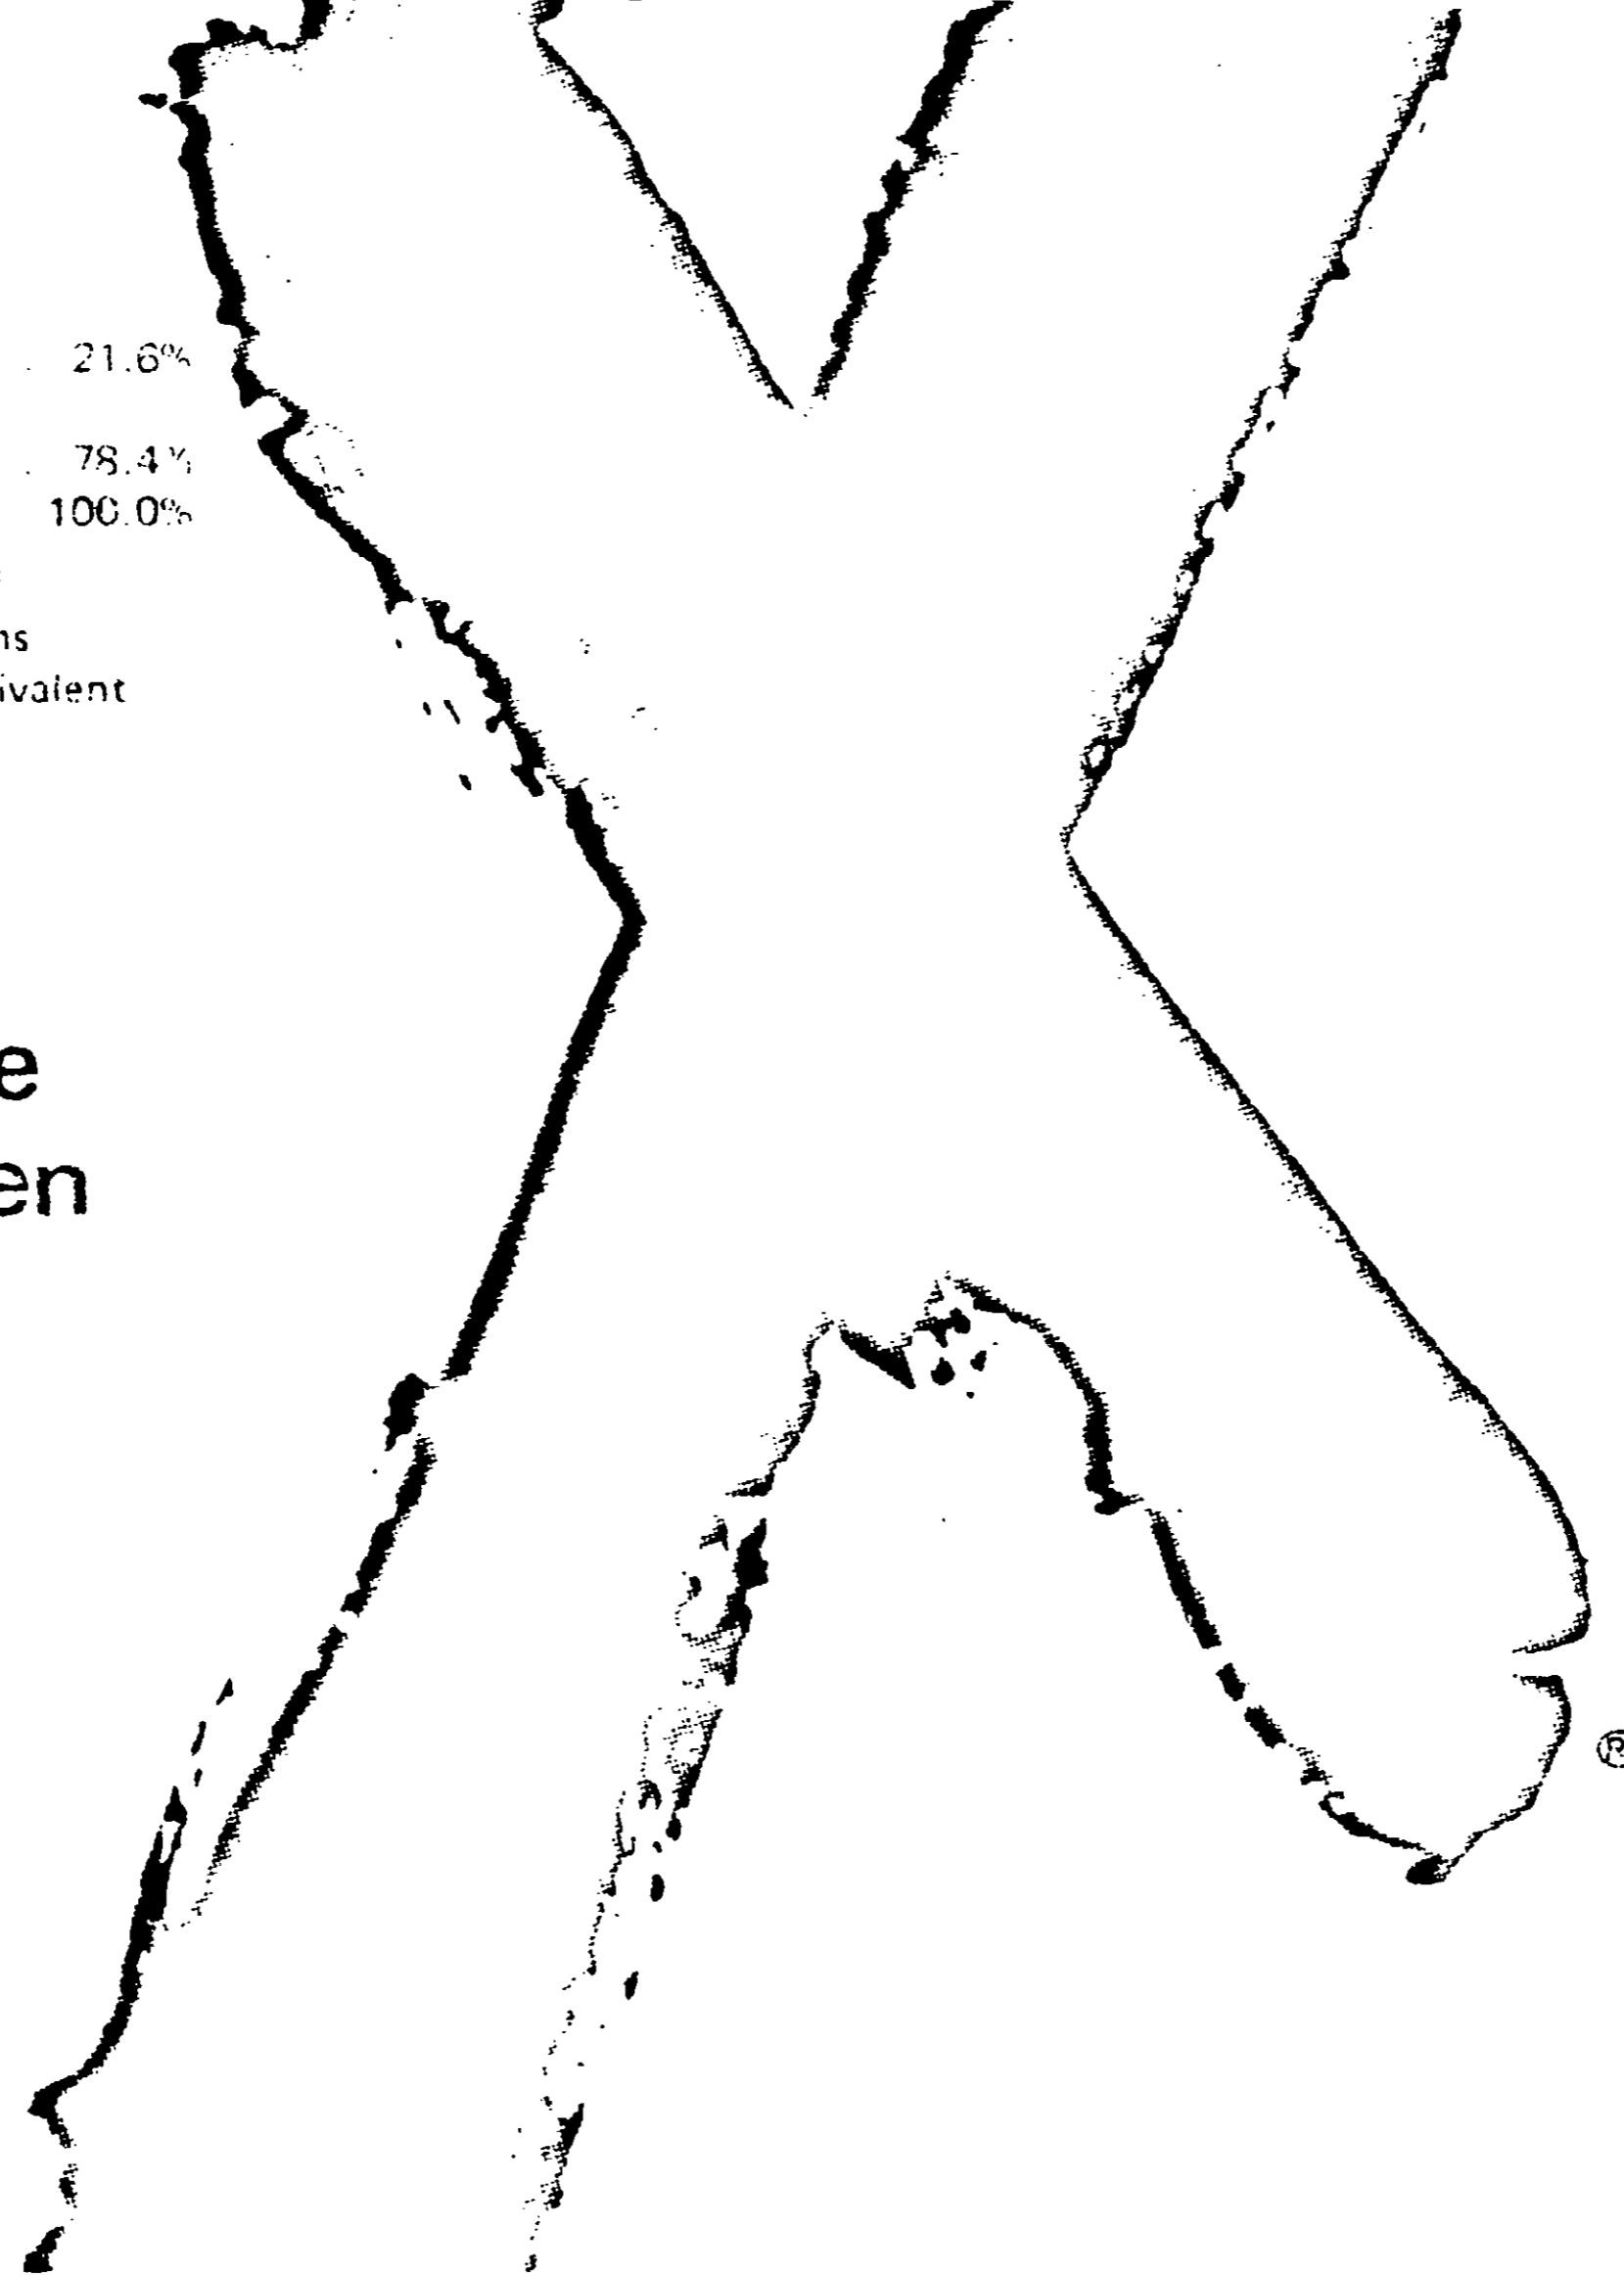 . 21.6%
. 78.4%
100.0%
ns
ivalent
e
en
®